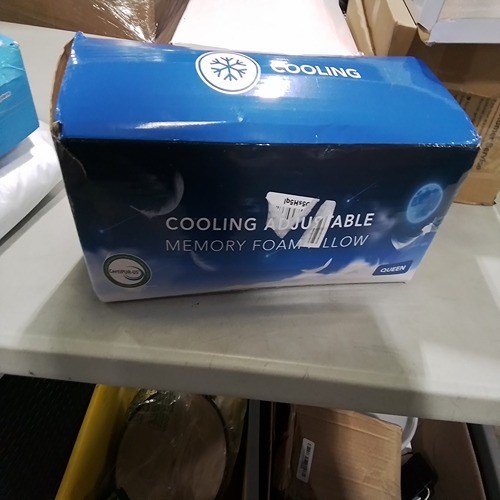 COOLING
COOLING ADJUSTABLE
MEMORY FOAM PILLOW
QUEEN